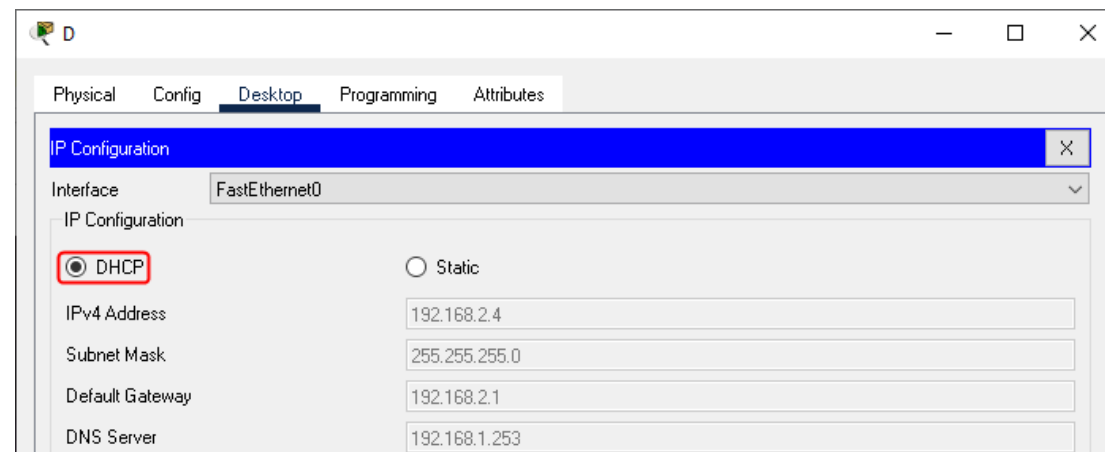 D
Physical Config Desktop Programming Attributes
IP Configuration X
Interface FastEthernet0
IP Configuration
DHCP Static
IPv4 Address 192.168.2.4
Subnet Mask 255.255.255.0
Default Gateway 192.168.2.1
DNS Server 192.168.1.253